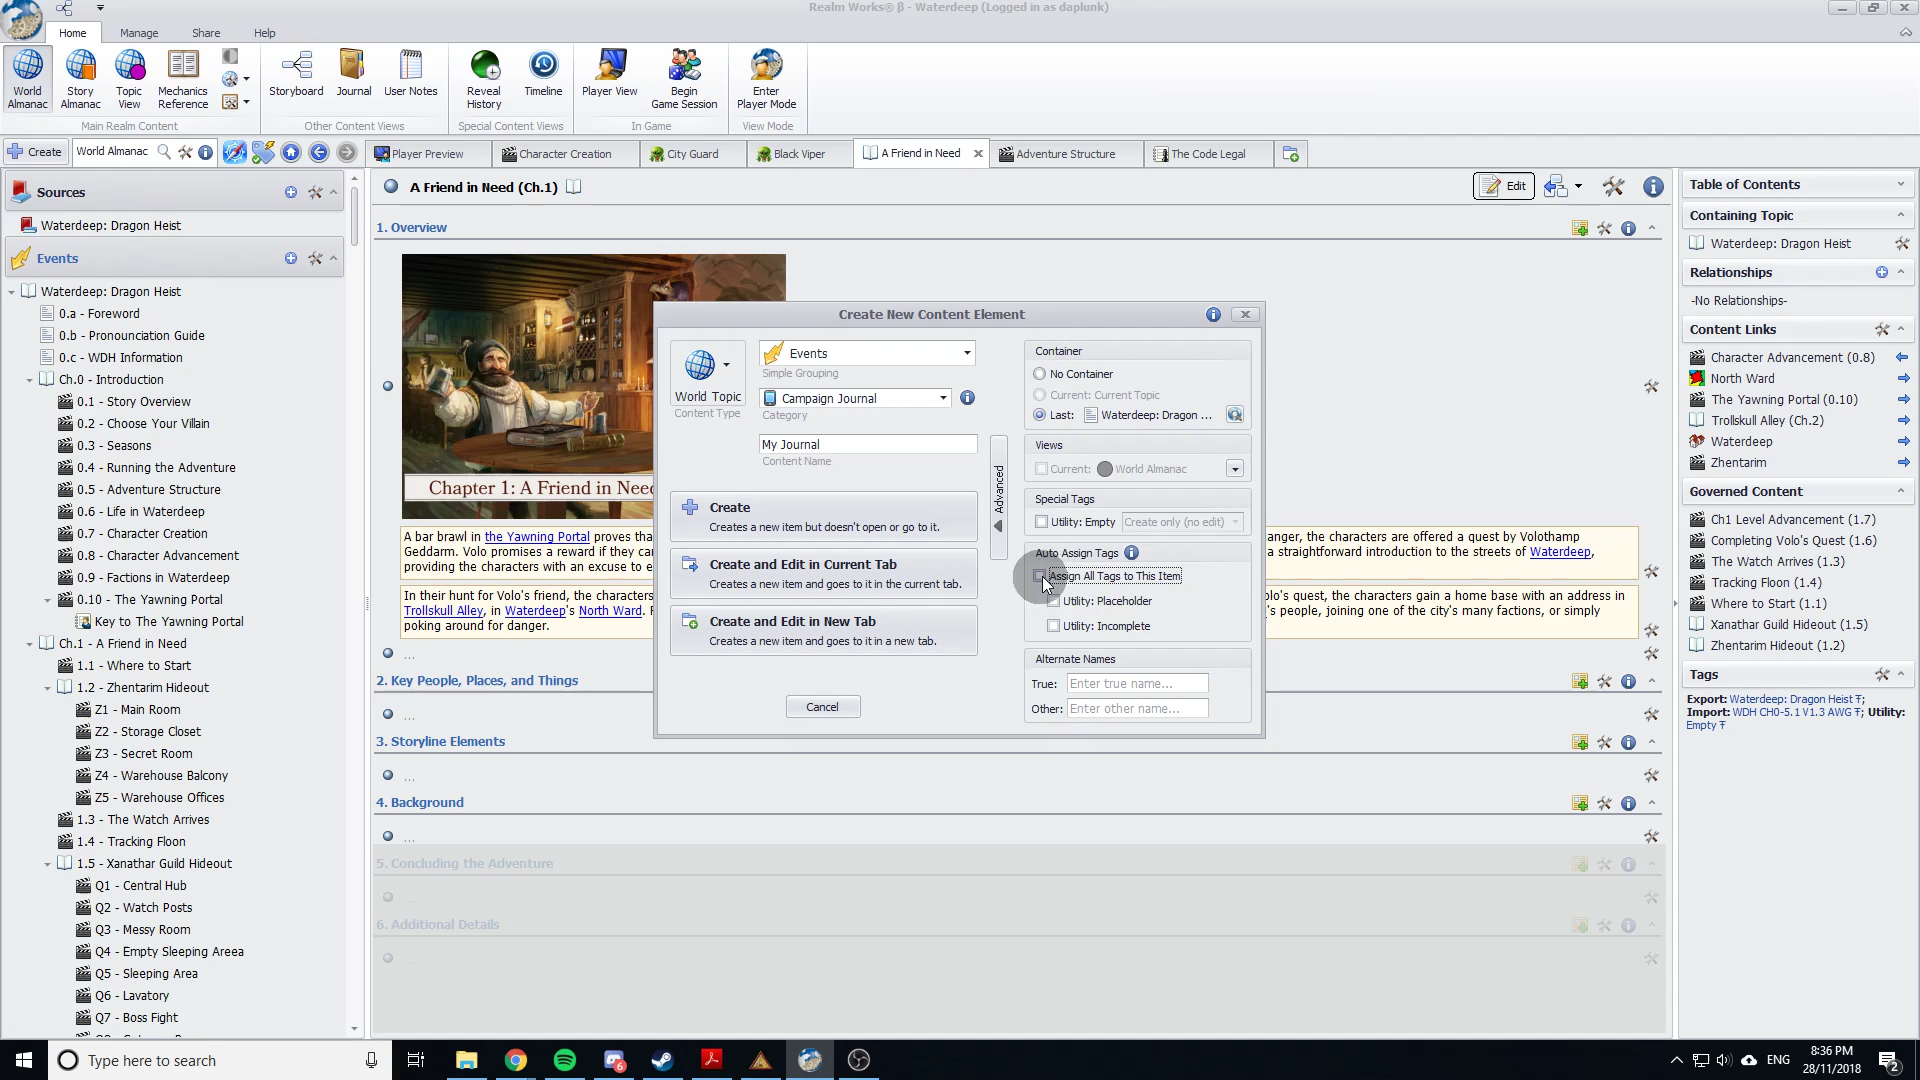 Realm Works® β - Waterdeep (Logged in as daplunk)
Home Manage Share Help
World Almanac
Story Almanac
Topic View
Mechanics Reference
Storyboard
Journal
User Notes
Reveal History
Timeline
Player View
Begin Game Session
Enter Player Mode
Main Realm Content
Other Content Views
Special Content Views
In Game
View Mode
Create
World Almanac
Player Preview
Character Creation
City Guard
Black Viper
A Friend in Need
Adventure Structure
The Code Legal
Sources
Waterdeep: Dragon Heist
Events
Waterdeep: Dragon Heist
0.a - Foreword
0.b - Pronounciation Guide
0.c - WDH Information
Ch.0 - Introduction
0.1 - Story Overview
0.2 - Choose Your Villain
0.3 - Seasons
0.4 - Running the Adventure
0.5 - Adventure Structure
0.6 - Life in Waterdeep
0.7 - Character Creation
0.8 - Character Advancement
0.9 - Factions in Waterdeep
0.10 - The Yawning Portal
Key to The Yawning Portal
Ch.1 - A Friend in Need
1.1 - Where to Start
1.2 - Zhentarim Hideout
Z1 - Main Room
Z2 - Storage Closet
Z3 - Secret Room
Z4 - Warehouse Balcony
Z5 - Warehouse Offices
1.3 - The Watch Arrives
1.4 - Tracking Floon
1.5 - Xanathar Guild Hideout
Q1 - Central Hub
Q2 - Watch Posts
Q3 - Messy Room
Q4 - Empty Sleeping Areea
Q5 - Sleeping Area
Q6 - Lavatory
Q7 - Boss Fight
A Friend in Need (Ch.1)
Edit
1. Overview
Chapter 1: A Friend in Need
A bar brawl in the Yawning Portal proves tha
Geddarm. Volo promises a reward if they ca
providing the characters with an excuse to e
anger, the characters are offered a quest by Volothamp
a straightforward introduction to the streets of Waterdeep,
In their hunt for Volo's friend, the characters
Trollskull Alley, in Waterdeep's North Ward.
poking around for danger.
olo's quest, the characters gain a home base with an address in
's people, joining one of the city's many factions, or simply
...
2. Key People, Places, and Things
...
3. Storyline Elements
...
4. Background
...
5. Concluding the Adventure
...
6. Additional Details
...
Create New Content Element
World Topic
Content Type
Events
Simple Grouping
Campaign Journal
Category
My Journal
Content Name
Create
Creates a new item but doesn't open or go to it.
Create and Edit in Current Tab
Creates a new item and goes to it in the current tab.
Create and Edit in New Tab
Creates a new item and goes to it in a new tab.
Cancel
Advanced
Container
No Container
Current: Current Topic
Last: Waterdeep: Dragon ...
Views
Current: World Almanac
Special Tags
Utility: Empty Create only (no edit)
Auto Assign Tags
Assign All Tags to This Item
Utility: Placeholder
Utility: Incomplete
Alternate Names
True: Enter true name...
Other: Enter other name...
Table of Contents
Containing Topic
Waterdeep: Dragon Heist
Relationships
-No Relationships-
Content Links
Character Advancement (0.8)
North Ward
The Yawning Portal (0.10)
Trollskull Alley (Ch.2)
Waterdeep
Zhentarim
Governed Content
Ch1 Level Advancement (1.7)
Completing Volo's Quest (1.6)
The Watch Arrives (1.3)
Tracking Floon (1.4)
Where to Start (1.1)
Xanathar Guild Hideout (1.5)
Zhentarim Hideout (1.2)
Tags
Export: Waterdeep: Dragon Heist Ŧ;
Import: WDH CH0-5.1 V1.3 AWG Ŧ; Utility:
Empty Ŧ
Type here to search
6
ENG
8:36 PM
28/11/2018
2